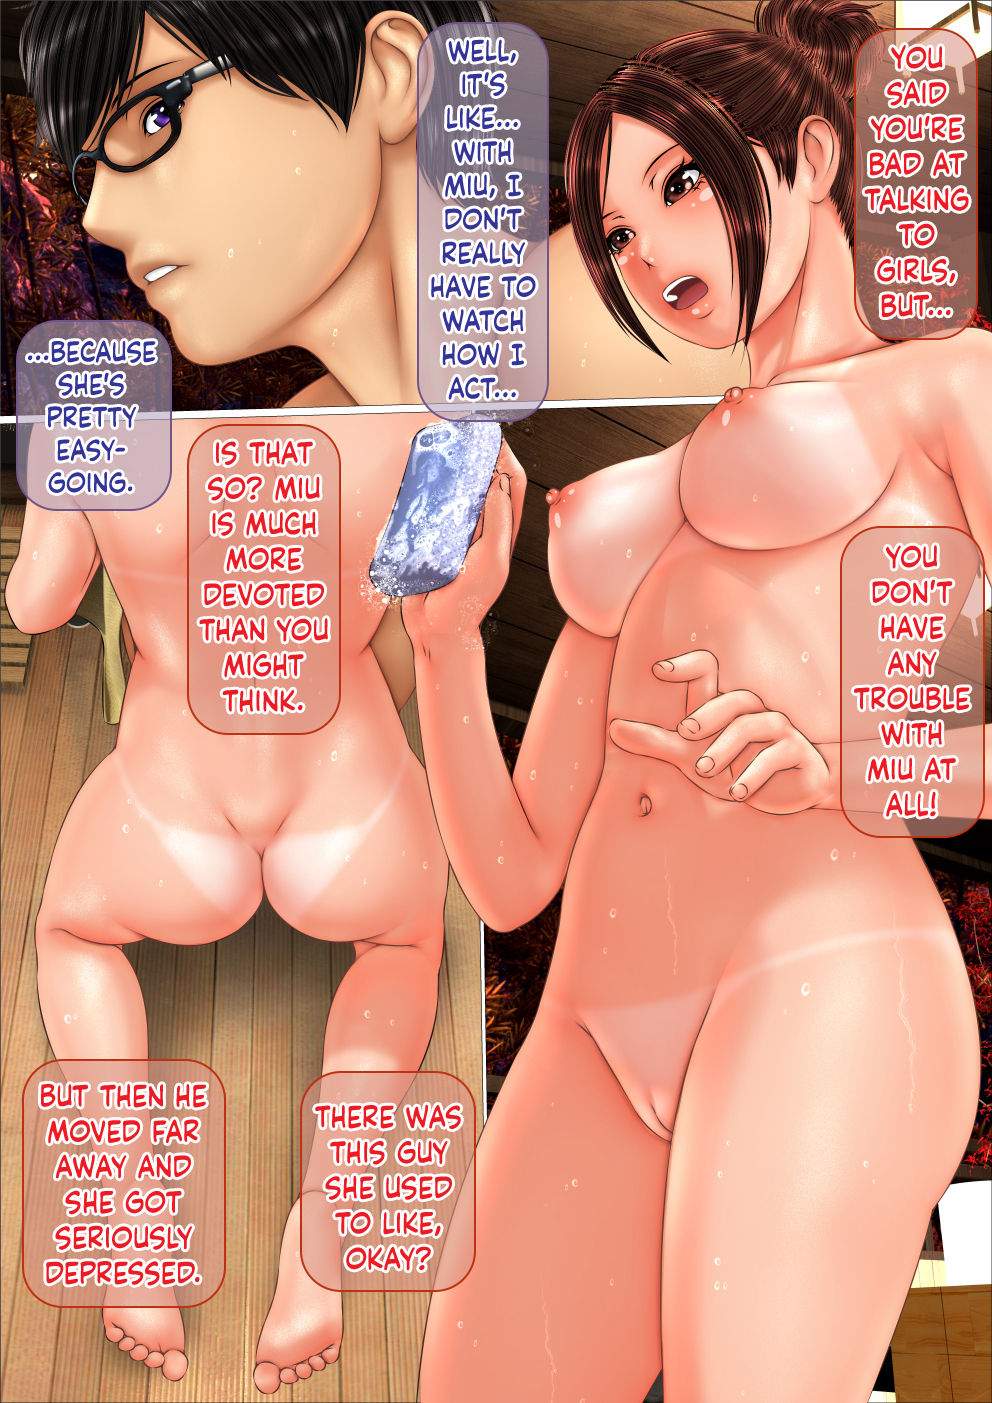 YOU
SAID
YOU'RE
BAD AT
TALKING
TO
GIRLS,
BUT...
WELL,
IT'S
LIKE...
WITH
MIU, I
DON'T
REALLY
HAVE TO
WATCH
HOW I
ACT...
...BECAUSE
SHE'S
PRETTY
EASY-
GOING.
YOU
DON'T
HAVE
ANY
TROUBLE
WITH
MIU AT
ALL!
IS THAT
SO? MIU
IS MUCH
MORE
DEVOTED
THAN YOU
MIGHT
THINK.
THERE WAS
THIS GUY
SHE USED
TO LIKE,
OKAY?
BUT THEN HE
MOVED FAR
AWAY AND
SHE GOT
SERIOUSLY
DEPRESSED.